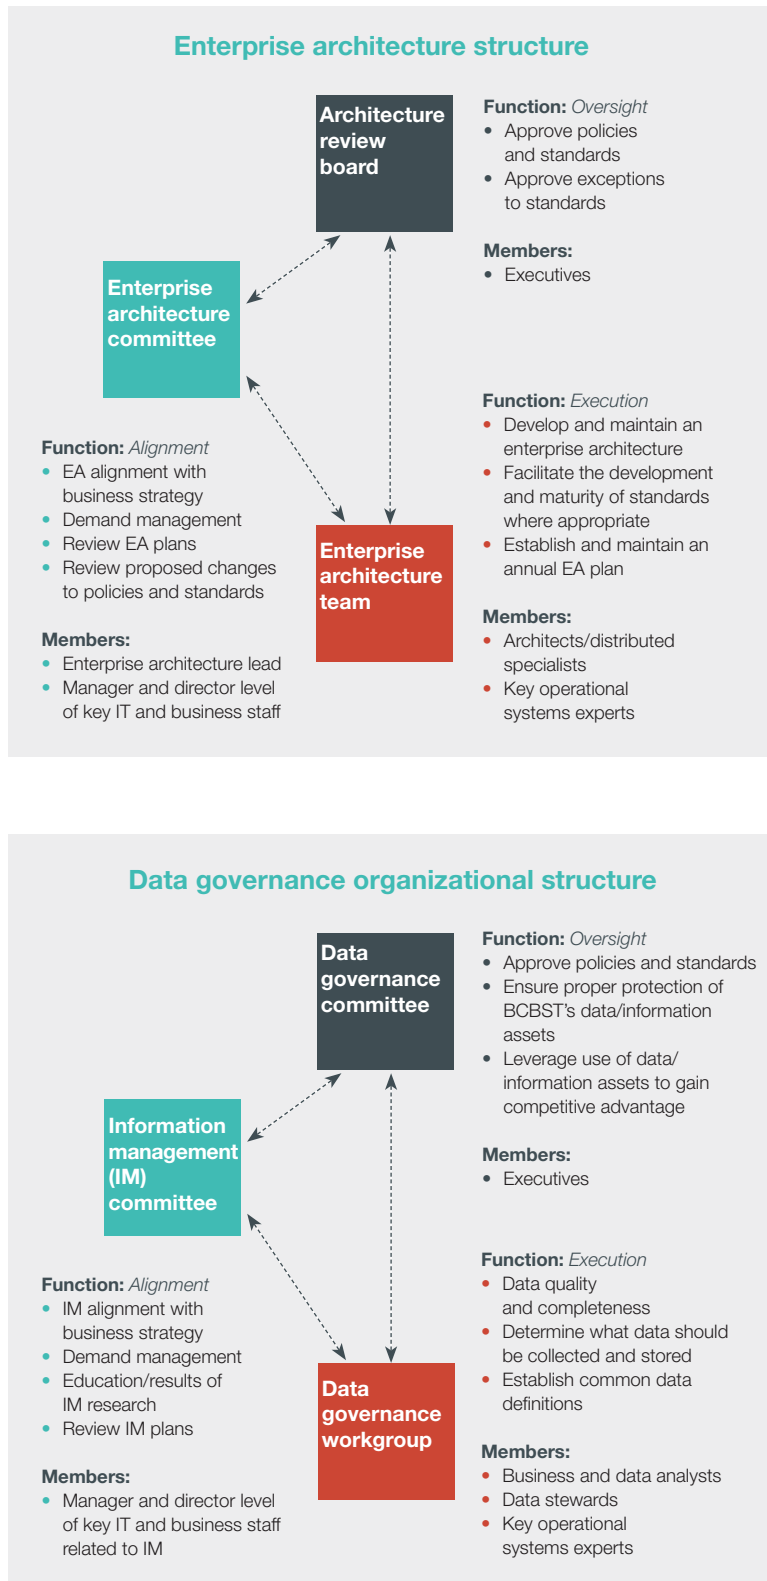 Enterprise architecture structure
Architecture
review
board
Function: Oversight
• Approve policies
and standards
• Approve exceptions
to standards
Members:
• Executives
Enterprise
architecture
committee
Function: Alignment
• EA alignment with
business strategy
• Demand management
• Review EA plans
• Review proposed changes
to policies and standards
Members:
• Enterprise architecture lead
• Manager and director level
of key IT and business staff
Enterprise
architecture
team
Function: Execution
• Develop and maintain an
enterprise architecture
• Facilitate the development
and maturity of standards
where appropriate
• Establish and maintain an
annual EA plan
Members:
• Architects/distributed
specialists
• Key operational
systems experts
Data governance organizational structure
Data
governance
committee
Function: Oversight
• Approve policies and standards
• Ensure proper protection of
BCBST's data/information
assets
• Leverage use of data/
information assets to gain
competitive advantage
Members:
• Executives
Information
management
(IM)
committee
Function: Alignment
• IM alignment with
business strategy
• Demand management
• Education/results of
IM research
• Review IM plans
Members:
• Manager and director level
of key IT and business staff
related to IM
Data
governance
workgroup
Function: Execution
• Data quality
and completeness
• Determine what data should
be collected and stored
• Establish common data
definitions
Members:
• Business and data analysts
• Data stewards
• Key operational
systems experts